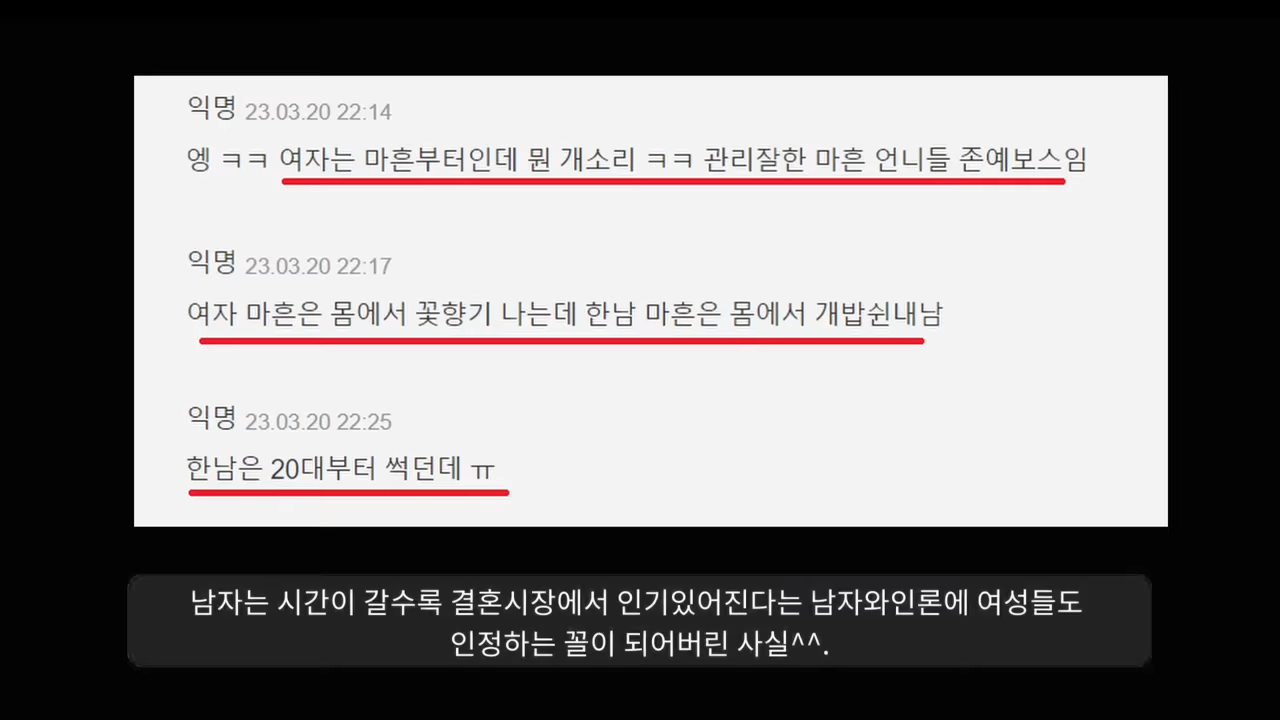 익명 23.03.20 22:14
엥 ㅋㅋ 여자는 마흔부터인데 뭔 개소리 ㅋㅋ 관리잘한 마흔 언니들 존예보스임
익명 23.03.20 22:17
여자 마흔은 몸에서 꽃향기 나는데 한남 마흔은 몸에서 개밥쉰내남
익명 23.03.20 22:25
한남은 20대부터 썩던데 ㅠ
남자는 시간이 갈수록 결혼시장에서 인기있어진다는 남자와인론에 여성들도
인정하는 꼴이 되어버린 사실^^.